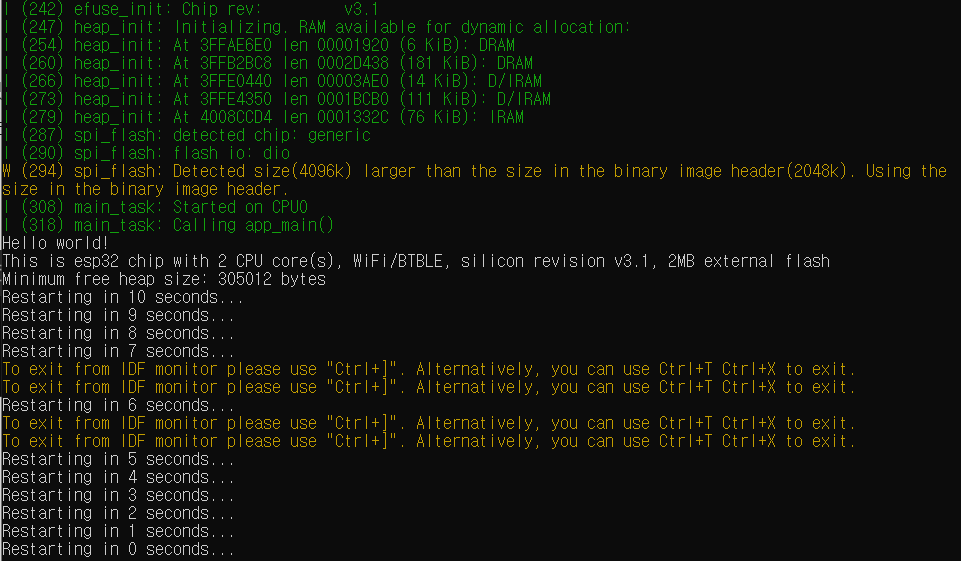 I (242) efuse_init: Chip rev:         v3.1
I (247) heap_init: Initializing. RAM available for dynamic allocation:
I (254) heap_init: At 3FFAE6E0 len 00001920 (6 KiB): DRAM
I (260) heap_init: At 3FFB2BC8 len 0002D438 (181 KiB): DRAM
I (266) heap_init: At 3FFE0440 len 00003AE0 (14 KiB): D/IRAM
I (273) heap_init: At 3FFE4350 len 0001BCB0 (111 KiB): D/IRAM
I (279) heap_init: At 4008CCD4 len 0001332C (76 KiB): IRAM
I (287) spi_flash: detected chip: generic
I (290) spi_flash: flash io: dio
W (294) spi_flash: Detected size(4096k) larger than the size in the binary image header(2048k). Using the
size in the binary image header.
I (308) main_task: Started on CPU0
I (318) main_task: Calling app_main()
Hello world!
This is esp32 chip with 2 CPU core(s), WiFi/BTBLE, silicon revision v3.1, 2MB external flash
Minimum free heap size: 305012 bytes
Restarting in 10 seconds...
Restarting in 9 seconds...
Restarting in 8 seconds...
Restarting in 7 seconds...
To exit from IDF monitor please use "Ctrl+]". Alternatively, you can use Ctrl+T Ctrl+X to exit.
To exit from IDF monitor please use "Ctrl+]". Alternatively, you can use Ctrl+T Ctrl+X to exit.
Restarting in 6 seconds...
To exit from IDF monitor please use "Ctrl+]". Alternatively, you can use Ctrl+T Ctrl+X to exit.
To exit from IDF monitor please use "Ctrl+]". Alternatively, you can use Ctrl+T Ctrl+X to exit.
Restarting in 5 seconds...
Restarting in 4 seconds...
Restarting in 3 seconds...
Restarting in 2 seconds...
Restarting in 1 seconds...
Restarting in 0 seconds...